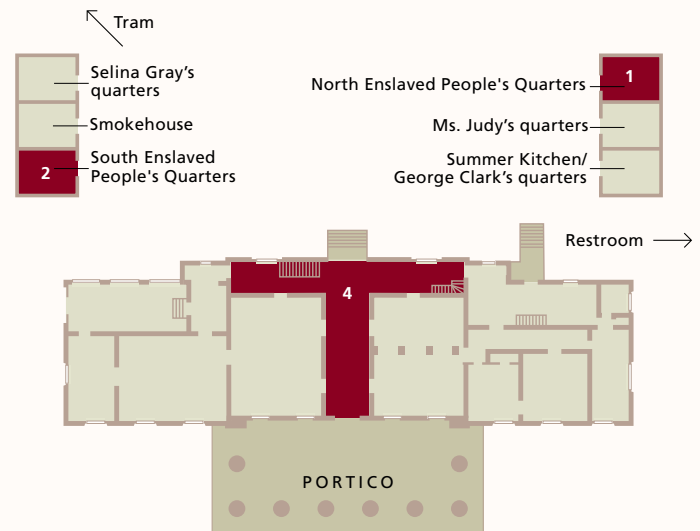 Tram
Selina Gray's
quarters
Smokehouse
South Enslaved
People's Quarters
2
1
North Enslaved People's Quarters
Ms. Judy's quarters
Summer Kitchen/
George Clark's quarters
Restroom
4
PORTICO